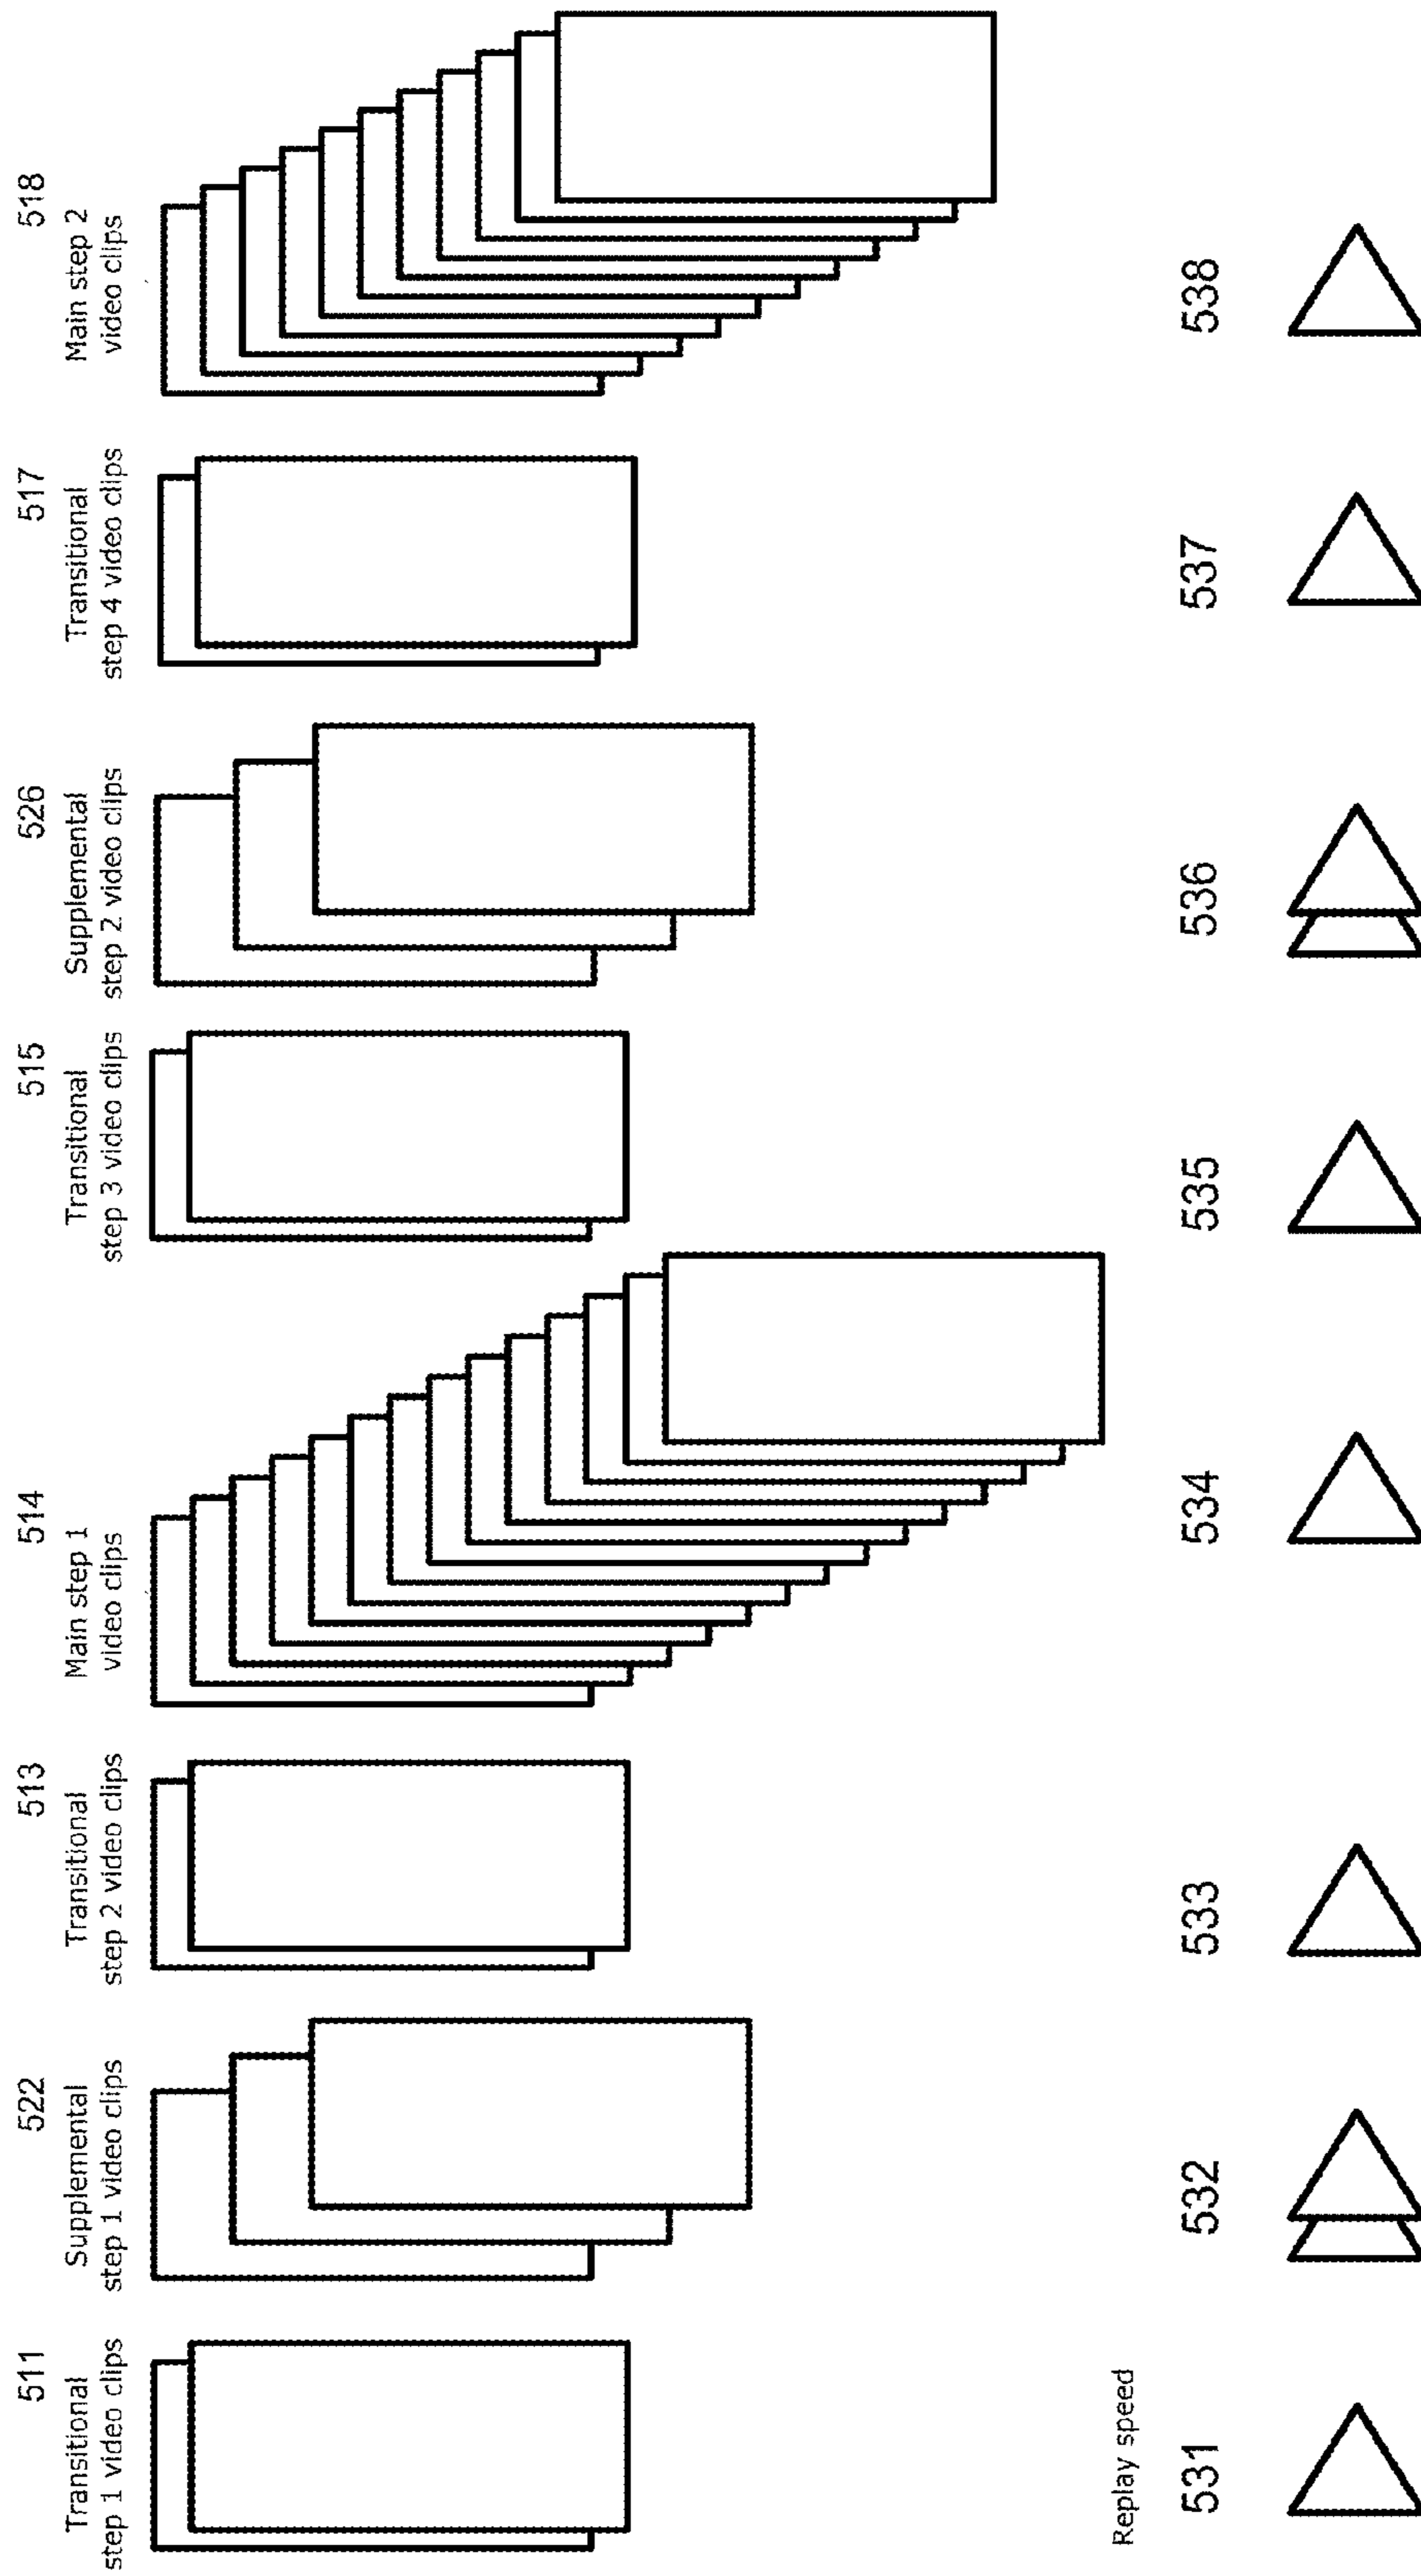 511
Transitional
step 1 video clips
522
Supplemental
step 1 video clips
513
Transitional
step 2 video clips
514
Main step 1
video clips
515
Transitional
step 3 video clips
526
Supplemental
step 2 video clips
517
Transitional
step 4 video clips
518
Main step 2
video clips
Replay speed
531
532
533
534
535
536
537
538